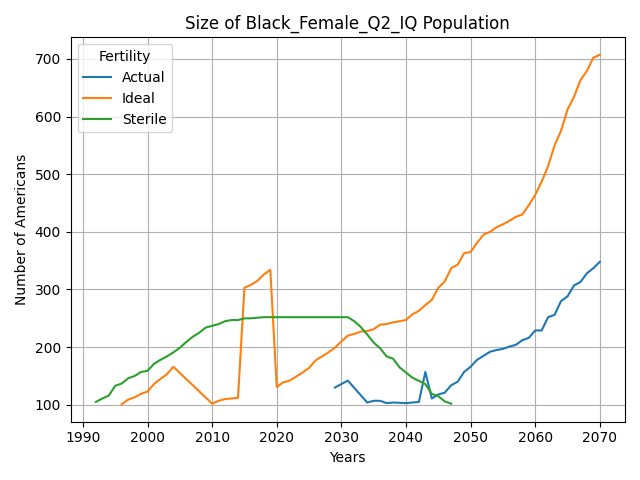 Size of Black_Female_Q2_IQ Population
Fertility
Actual
Ideal
Sterile
Number of Americans
700
600
500
400
300
200
100
1990 2000 2010 2020 2030 2040 2050 2060 2070
Years